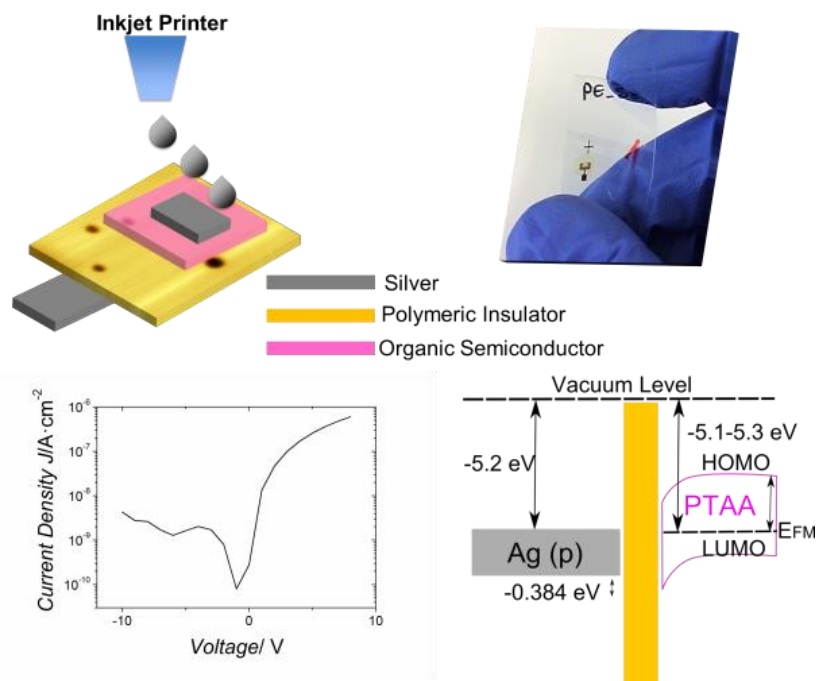 Inkjet Printer
PE_
Silver
Polymeric Insulator
Organic Semiconductor
Current Density J/A·cm⁻²
10⁻⁶
10⁻⁷
10⁻⁸
10⁻⁹
10⁻¹⁰
-10
0
10
Voltage/ V
Vacuum Level
-5.2 eV
-5.1-5.3 eV
HOMO
PTAA
EFM
LUMO
Ag (p)
-0.384 eV